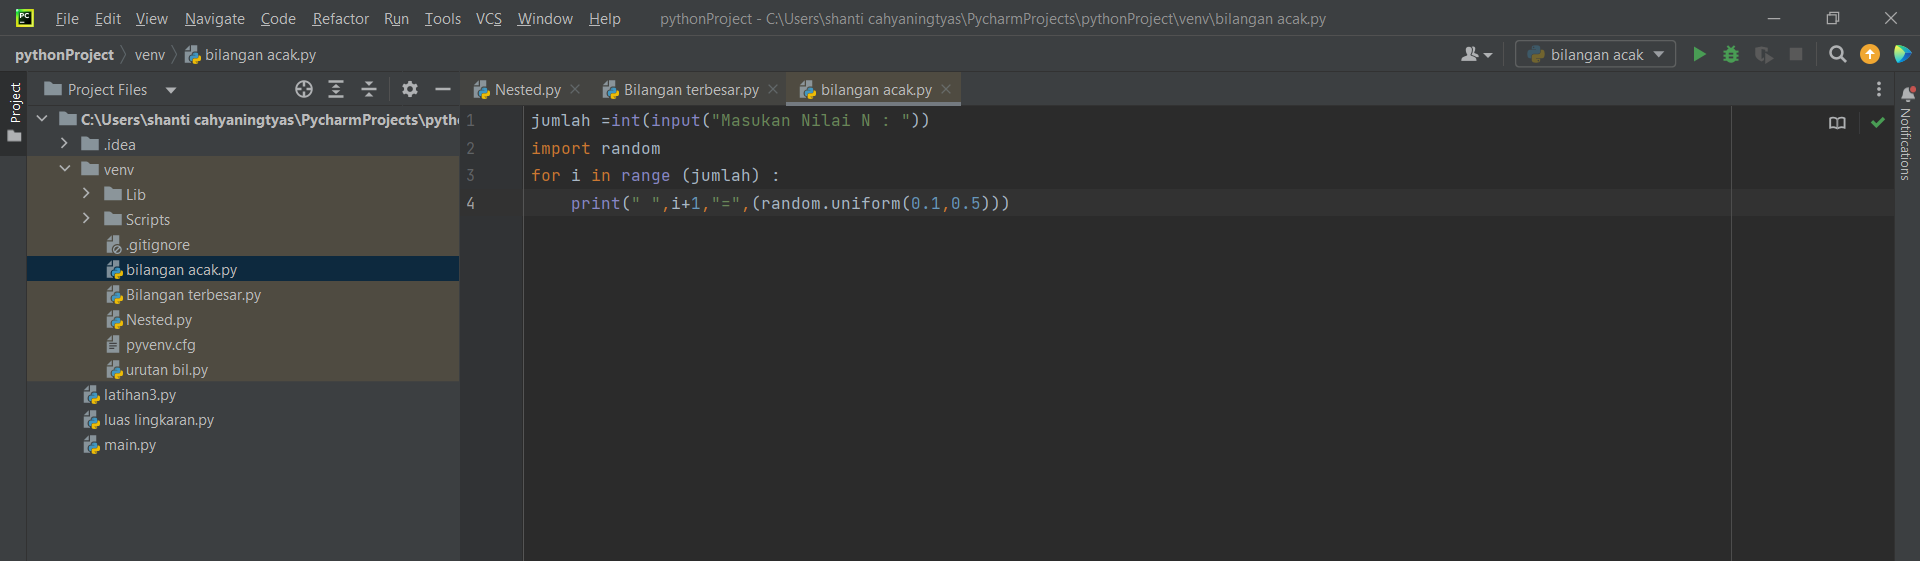 PC
File Edit View Navigate Code Refactor Run Tools VCS Window Help pythonProject - C:\Users\shanti cahyaningtyas\PycharmProjects\pythonProject\venv\bilangan acak.py
pythonProject venv bilangan acak.py bilangan acak
Project
Project Files
C:\Users\shanti cahyaningtyas\PycharmProjects\pytho
.idea
venv
Lib
Scripts
.gitignore
bilangan acak.py
Bilangan terbesar.py
Nested.py
pyvenv.cfg
urutan bil.py
latihan3.py
luas lingkaran.py
main.py
Nested.py Bilangan terbesar.py bilangan acak.py
1 jumlah =int(input("Masukan Nilai N : "))
2 import random
3 for i in range (jumlah) :
4 print(" ",i+1,"=",(random.uniform(0.1,0.5)))
Notifications